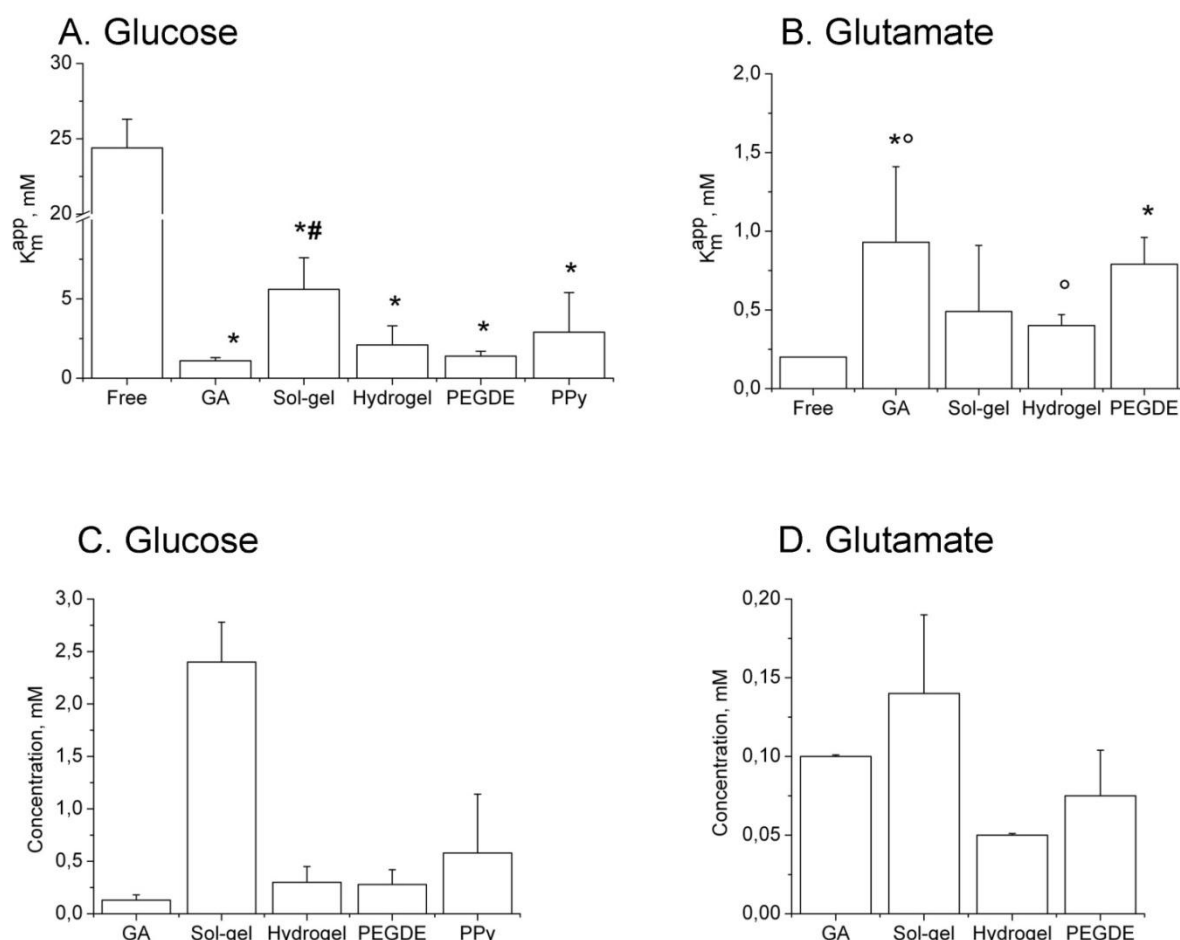 A. Glucose
30
25
20
5
0
K_m^app, mM
*
*#
*
*
*
Free GA Sol-gel Hydrogel PEGDE PPy
B. Glutamate
2,0
1,5
1,0
0,5
0,0
K_m^app, mM
*°
°
*
Free GA Sol-gel Hydrogel PEGDE
C. Glucose
3,0
2,5
2,0
1,5
1,0
0,5
0,0
Concentration, mM
GA Sol-gel Hydrogel PEGDE PPy
D. Glutamate
0,20
0,15
0,10
0,05
0,00
Concentration, mM
GA Sol-gel Hydrogel PEGDE